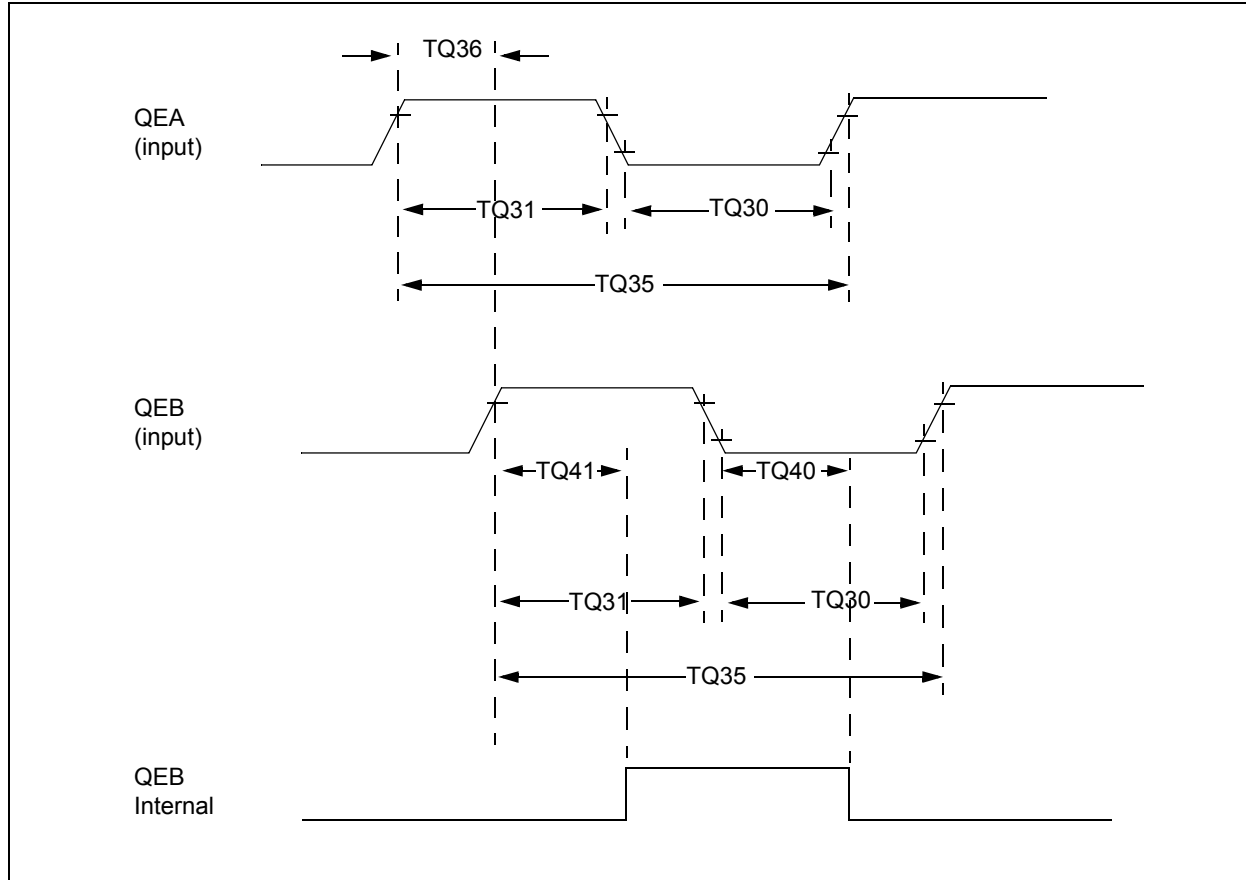 TQ36
QEA
(input)
TQ31
TQ30
TQ35
QEB
(input)
TQ41
TQ40
TQ31
TQ30
TQ35
QEB
Internal